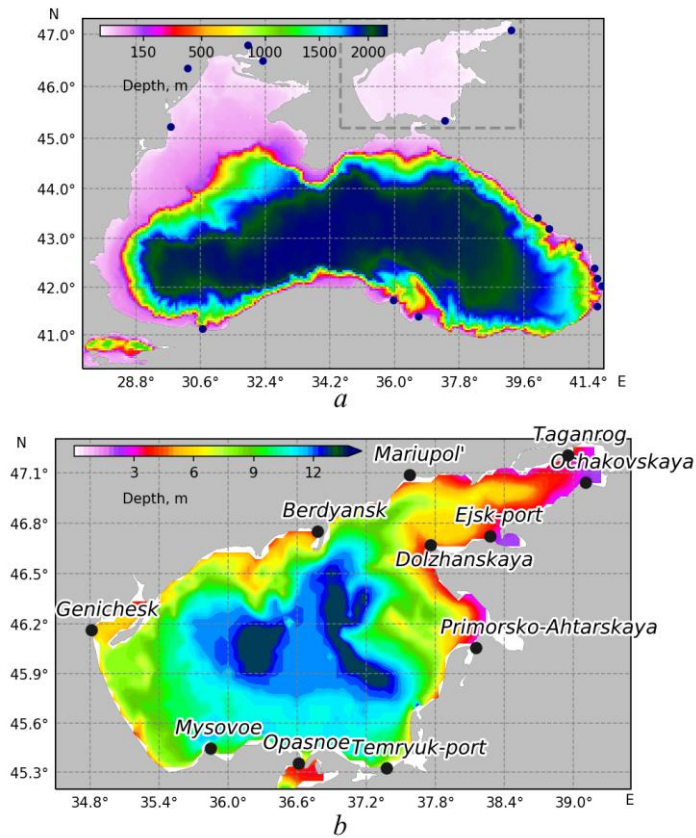 N
47.0°
150 500 1000 1500 2000
46.0°
Depth, m
45.0°
44.0°
43.0°
42.0°
41.0°
28.8° 30.6° 32.4° 34.2° 36.0° 37.8° 39.6° 41.4° E
a
N
Taganrog
3 6 9 12
Mariupol'
Ochakovskaya
47.1°
Depth, m
Berdyansk
Ejsk-port
46.8°
Dolzhanskaya
46.5°
Genichesk
46.2°
Primorsko-Ahtarskaya
45.9°
45.6°
Mysovoe
Opasnoe
Temryuk-port
45.3°
34.8° 35.4° 36.0° 36.6° 37.2° 37.8° 38.4° 39.0° E
b